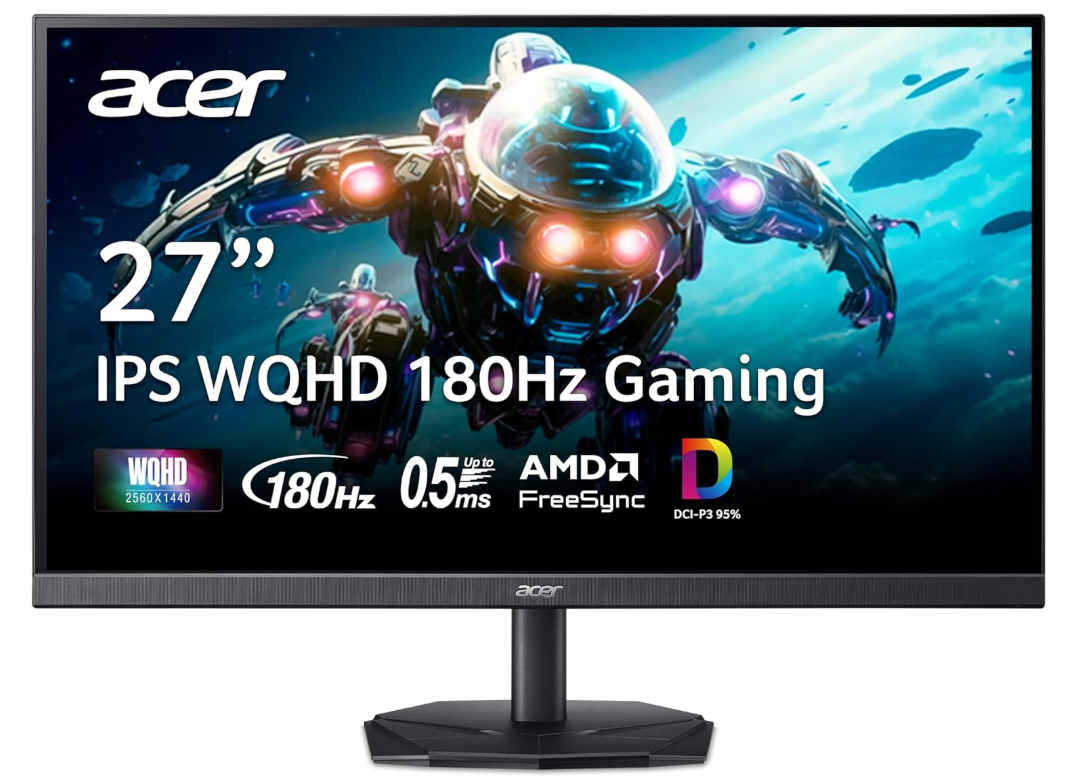 acer
27”
IPS WQHD 180Hz Gaming
WQHD
2560X1440
180Hz
0.5 Up to ms
AMD
FreeSync
DCI-P3 95%
acer